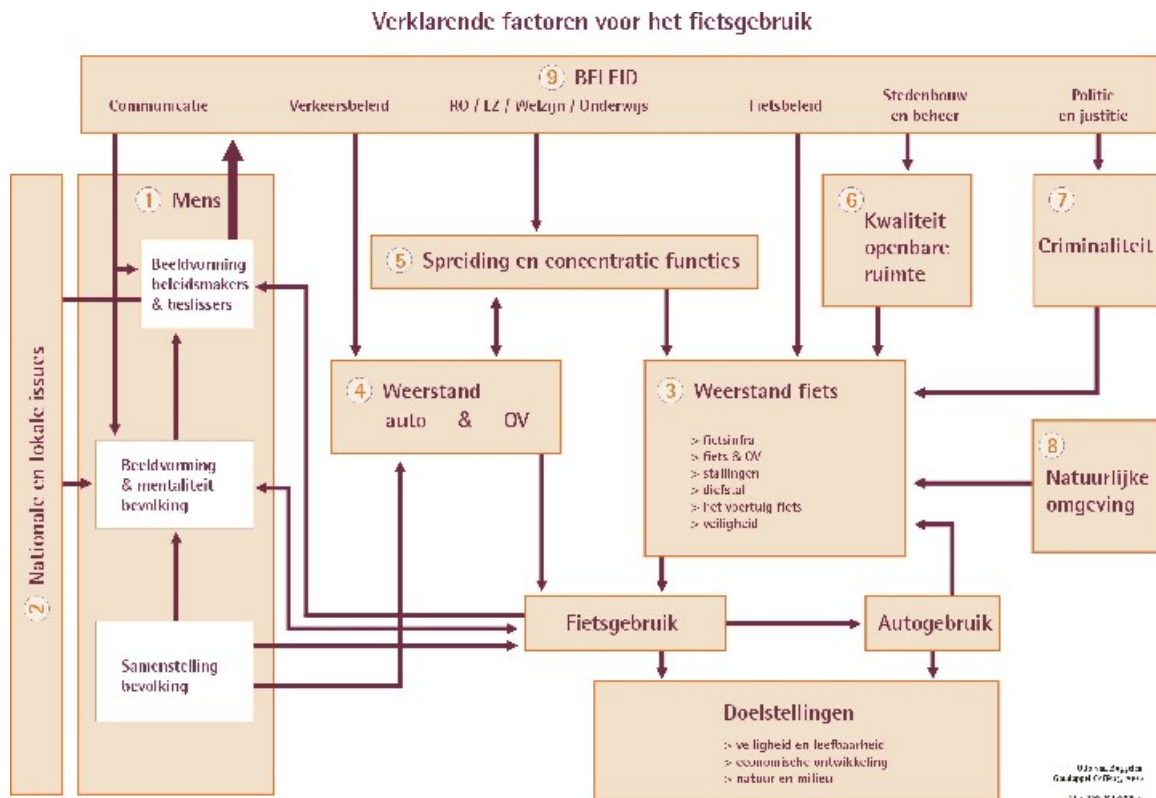 Verklarende factoren voor het fietsgebruik
9 BELEID
Communicatie
Verkeersbeleid
RO / EZ / Welzijn / Onderwijs
Fietsbeleid
Stedenbouw
en beheer
Politie
en justitie
1 Mens
Beeldvorming
beleidsmakers
& beslissers
Beeldvorming
& mentaliteit
bevolking
Samenstelling
bevolking
2 Nationale en lokale issues
5 Spreiding en concentratie functies
6
Kwaliteit
openbare
ruimte
7
Criminaliteit
4 Weerstand
auto & OV
3 Weerstand fiets
> fietsinfra
> fiets & OV
> stallingen
> diefstal
> het voertuig fiets
> veiligheid
8
Natuurlijke
omgeving
Fietsgebruik
Autogebruik
Doelstellingen
> veiligheid en leefbaarheid
> economische ontwikkeling
> natuur en milieu